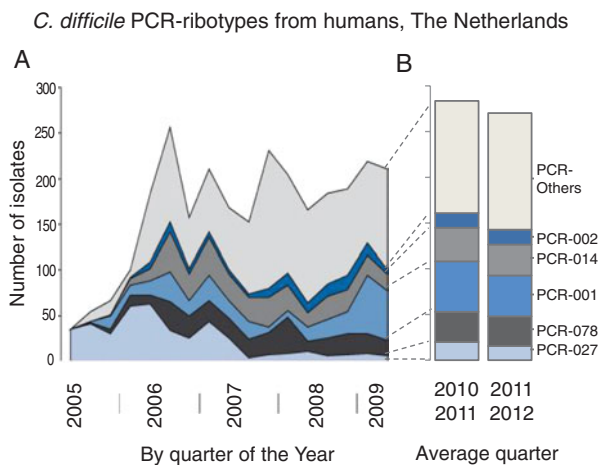 C. difficile PCR-ribotypes from humans, The Netherlands
A
B
Number of isolates
300
250
200
150
100
50
0
2005
2006
2007
2008
2009
By quarter of the Year
PCR-
Others
PCR-002
PCR-014
PCR-001
PCR-078
PCR-027
2010 2011
2011 2012
Average quarter